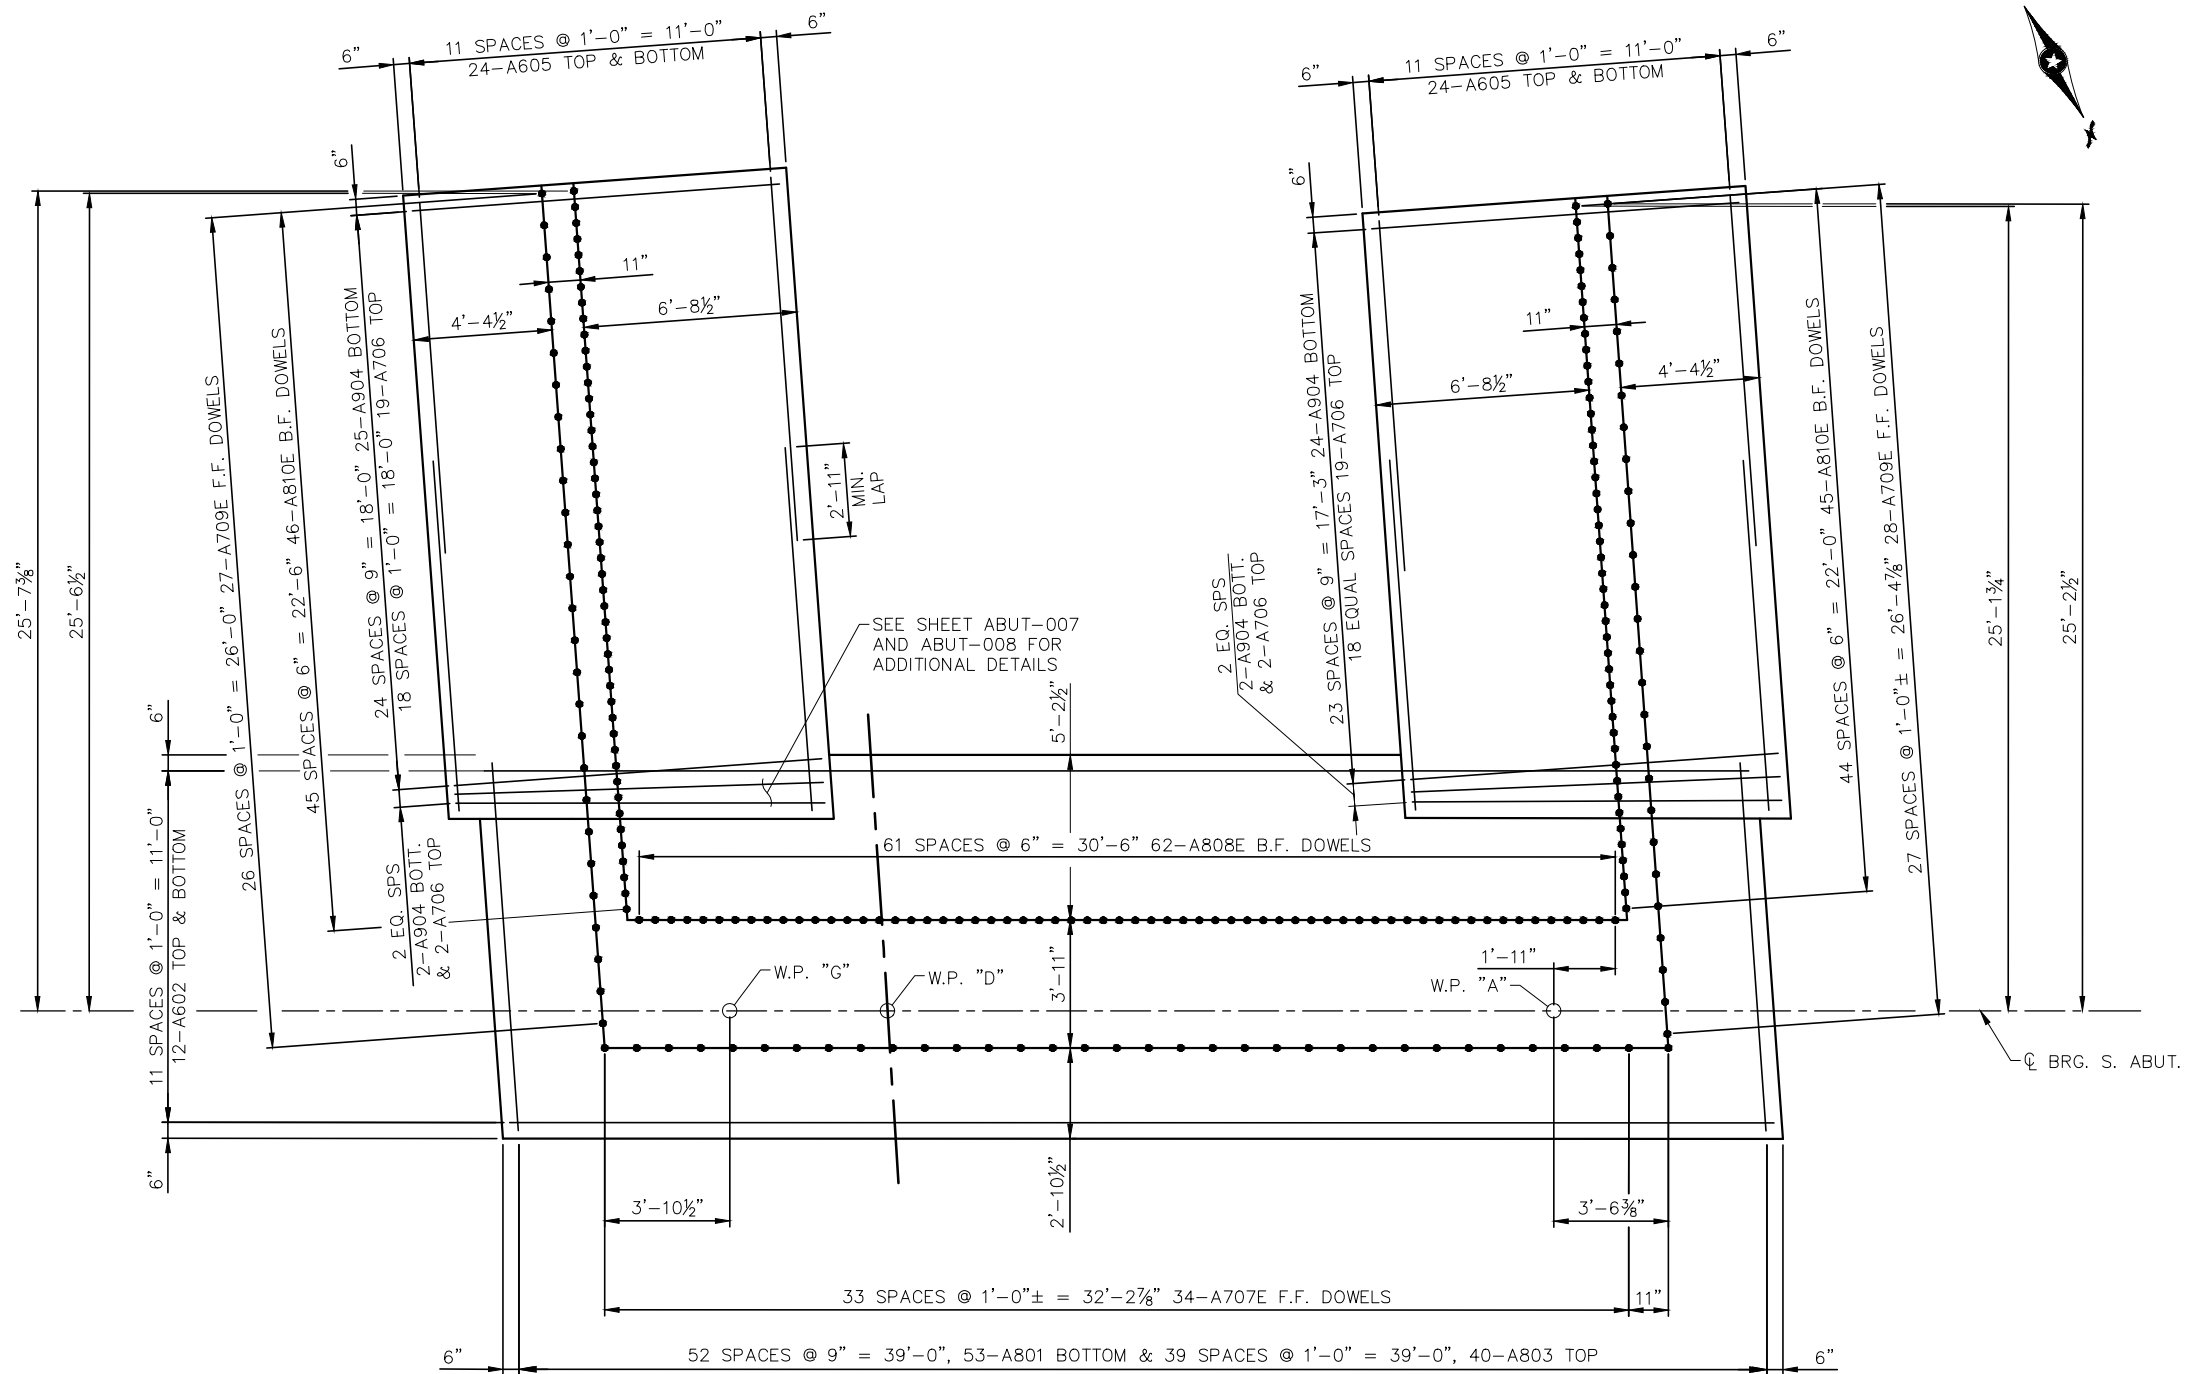 6”
11 SPACES @ 1’-0” = 11’-0”
24-A605 TOP & BOTTOM
6”
6”
11 SPACES @ 1’-0” = 11’-0”
24-A605 TOP & BOTTOM
6”
6”
6”
11”
4’-4½”
6’-8½”
11”
6’-8½”
4’-4½”
25’-7⅜”
25’-6½”
26 SPACES @ 1’-0” = 26’-0” 27-A709E F.F. DOWELS
45 SPACES @ 6” = 22’-6” 46-A810E B.F. DOWELS
24 SPACES @ 9” = 18’-0” 25-A904 BOTTOM
18 SPACES @ 1’-0” = 18’-0” 19-A706 TOP
2’-11”
MIN.
LAP
2 EQ. SPS
2-A904 BOTT.
& 2-A706 TOP
23 SPACES @ 9” = 17’-3” 24-A904 BOTTOM
18 EQUAL SPACES 19-A706 TOP
44 SPACES @ 6” = 22’-0” 45-A810E B.F. DOWELS
27 SPACES @ 1’-0”± = 26’-4⅞” 28-A709E F.F. DOWELS
25’-1¾”
25’-2½”
SEE SHEET ABUT-007
AND ABUT-008 FOR
ADDITIONAL DETAILS
6”
5’-2½”
11 SPACES @ 1’-0” = 11’-0”
12-A602 TOP & BOTTOM
61 SPACES @ 6” = 30’-6” 62-A808E B.F. DOWELS
2 EQ. SPS
2-A904 BOTT.
& 2-A706 TOP
3’-11”
1’-11”
W.P. "G"
W.P. "D"
W.P. "A"
℄ BRG. S. ABUT.
6”
2’-10½”
3’-10½”
3’-6⅜”
33 SPACES @ 1’-0”± = 32’-2⅞” 34-A707E F.F. DOWELS
11”
6”
52 SPACES @ 9” = 39’-0”, 53-A801 BOTTOM & 39 SPACES @ 1’-0” = 39’-0”, 40-A803 TOP
6”